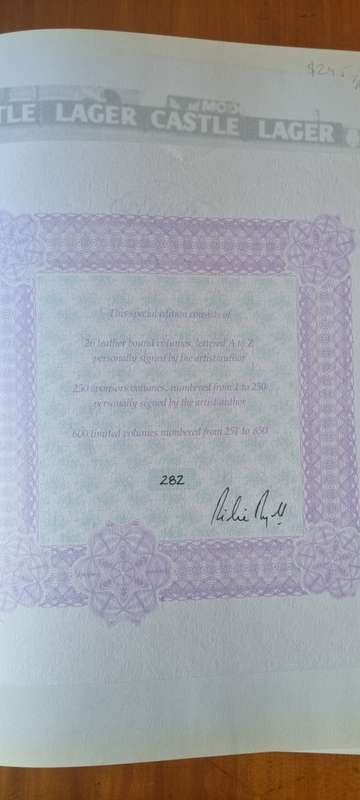 $245
TLE LAGER CASTLE LAGER
This special edition consists of
26 leather bound volumes, lettered A to Z
personally signed by the artist/author
250 sponsors volumes, numbered from 1 to 250
personally signed by the artist/author
600 limited volumes numbered from 251 to 850
282